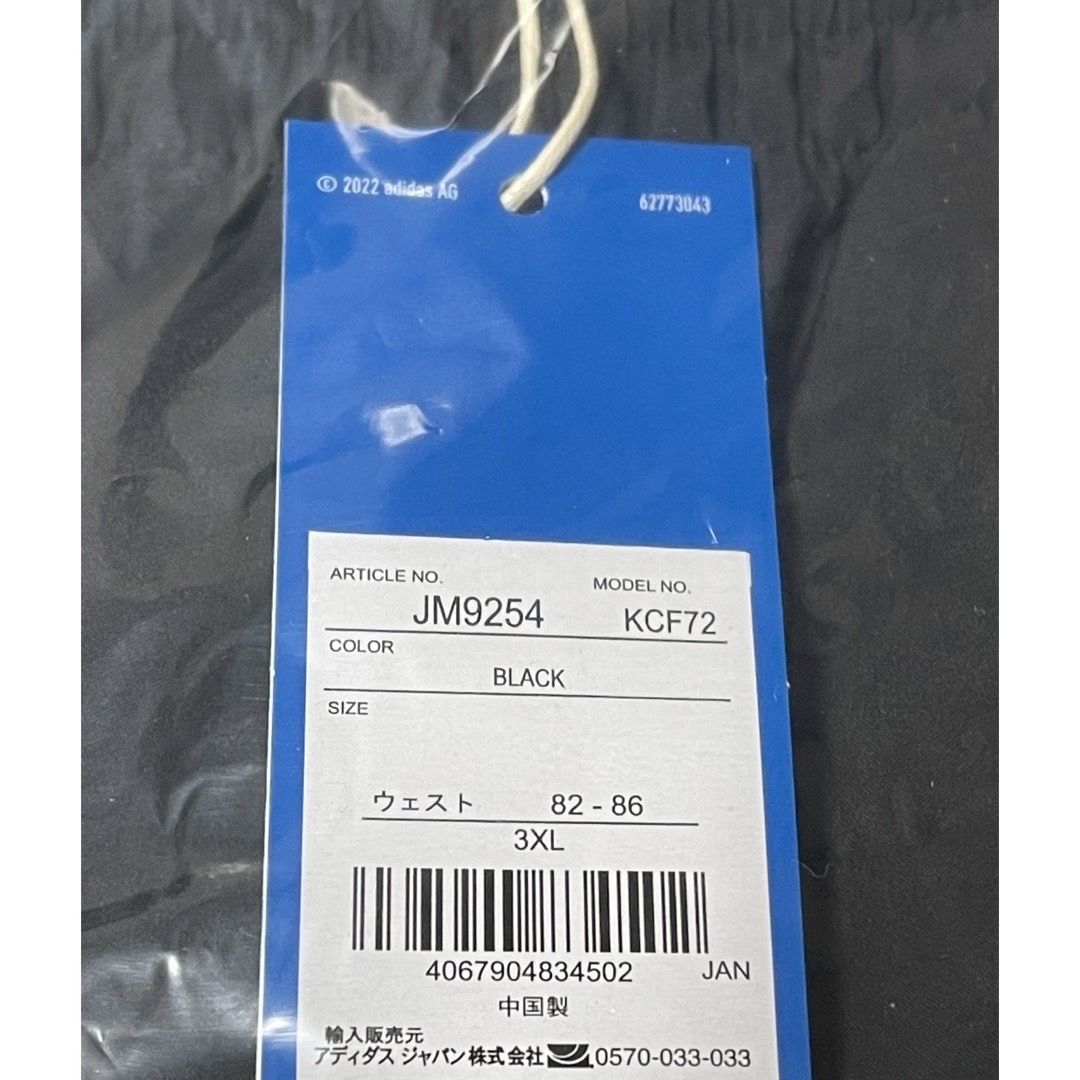 © 2022 adidas AG 62773043
ARTICLE NO. MODEL NO.
JM9254 KCF72
COLOR
BLACK
SIZE
ウェスト 82 - 86
3XL
4067904834502 JAN
中国製
輸入販売元
アディダス ジャパン株式会社 0570-033-033